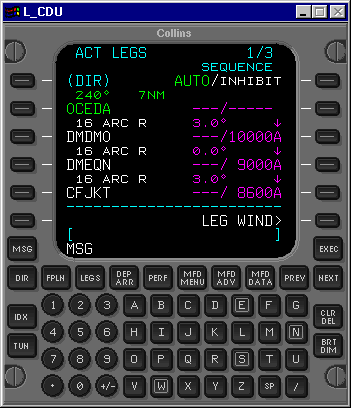 L_CDU
Collins
ACT LEGS 1/3
SEQUENCE
(DIR) AUTO/INHIBIT
240° 7NM
OCEDA ---/-----
16 ARC R 3.0° ↓
DMDMO ---/10000A
16 ARC R 0.0° ↓
DMEQN ---/ 9000A
16 ARC R 3.0° ↓
CFJKT ---/ 8600A
--------------------------------
LEG WIND>
[ ]
MSG
MSG EXEC
DIR FPLN LEGS DEP ARR PERF MFD MENU MFD ADV MFD DATA PREV NEXT
1 2 3 A B C D E F G
IDX CLR DEL
4 5 6 H I J K L M N
TUN BRT DIM
7 8 9 O P Q R S T U
. 0 +/- V W X Y Z SP /